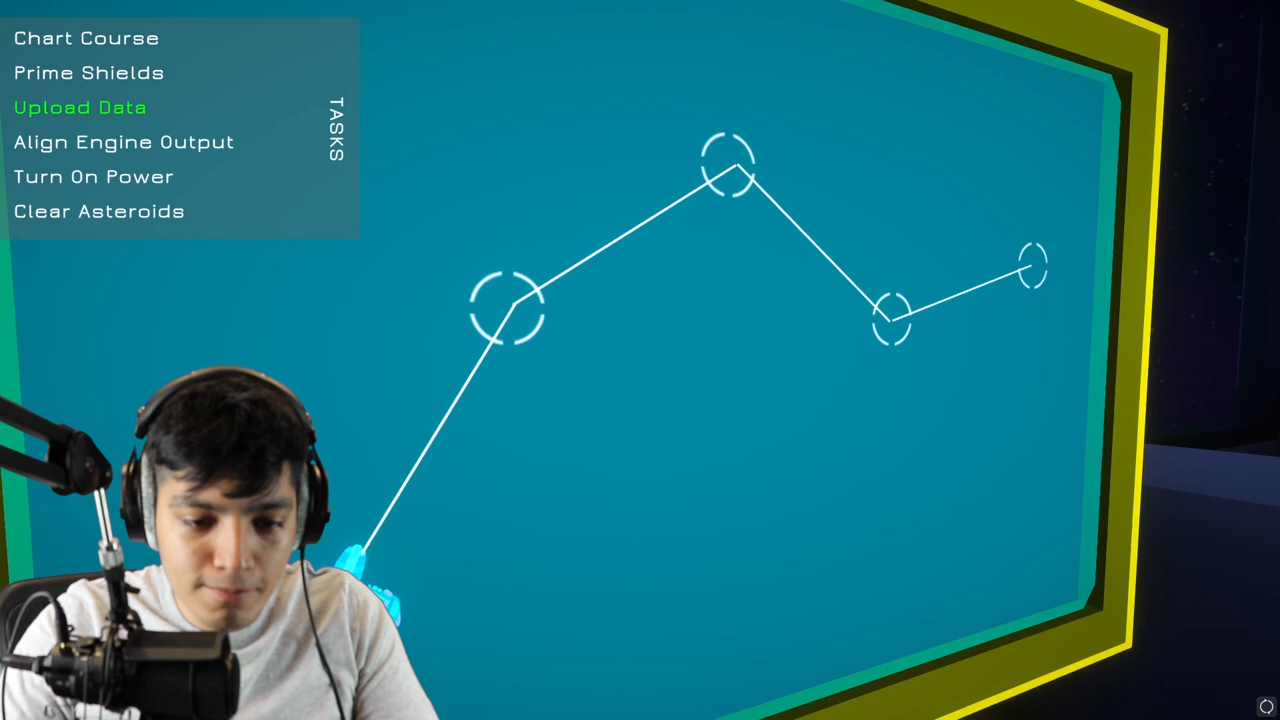 Chart Course
Prime Shields
Upload Data
Align Engine Output
Turn On Power
Clear Asteroids
TASKS